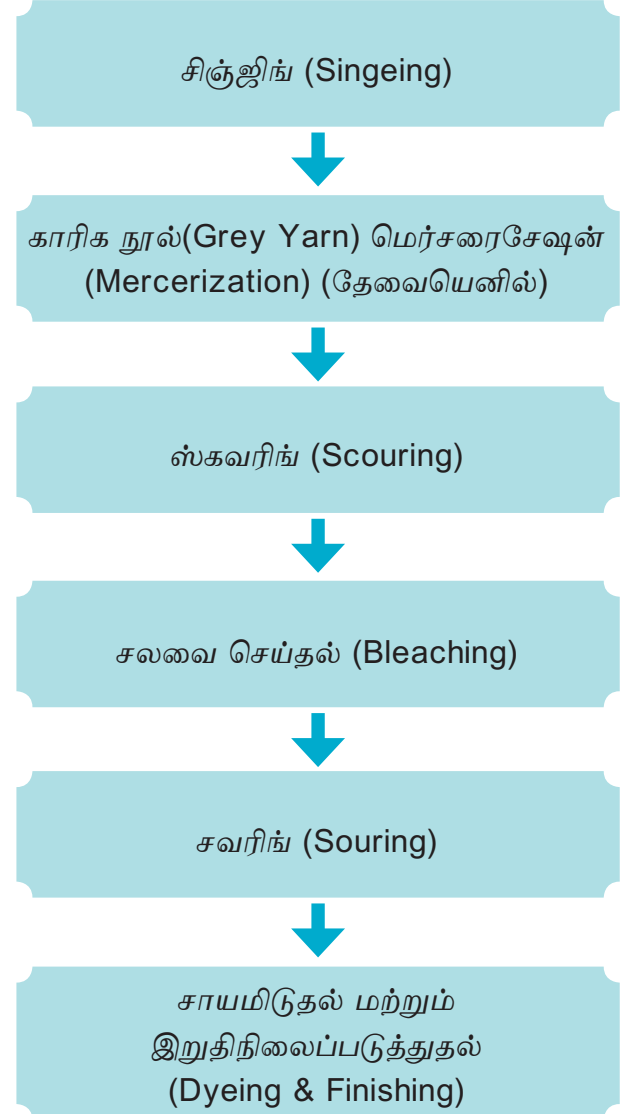 சிஞ்ஜிங் (Singeing)
காரிக நூல்(Grey Yarn) மெர்சரைசேஷன்
(Mercerization) (தேவையெனில்)
ஸ்கவரிங் (Scouring)
சலவை செய்தல் (Bleaching)
சவரிங் (Souring)
சாயமிடுதல் மற்றும்
இறுதிநிலைப்படுத்துதல்
(Dyeing & Finishing)